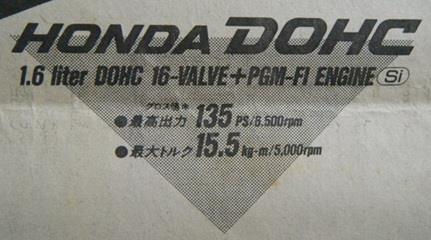 HONDA DOHC
1.6 liter DOHC 16-VALVE+PGM-FI ENGINE Si
グロス値※
●最高出力 135 PS/6,500rpm
●最大トルク 15.5 kg-m/5,000rpm